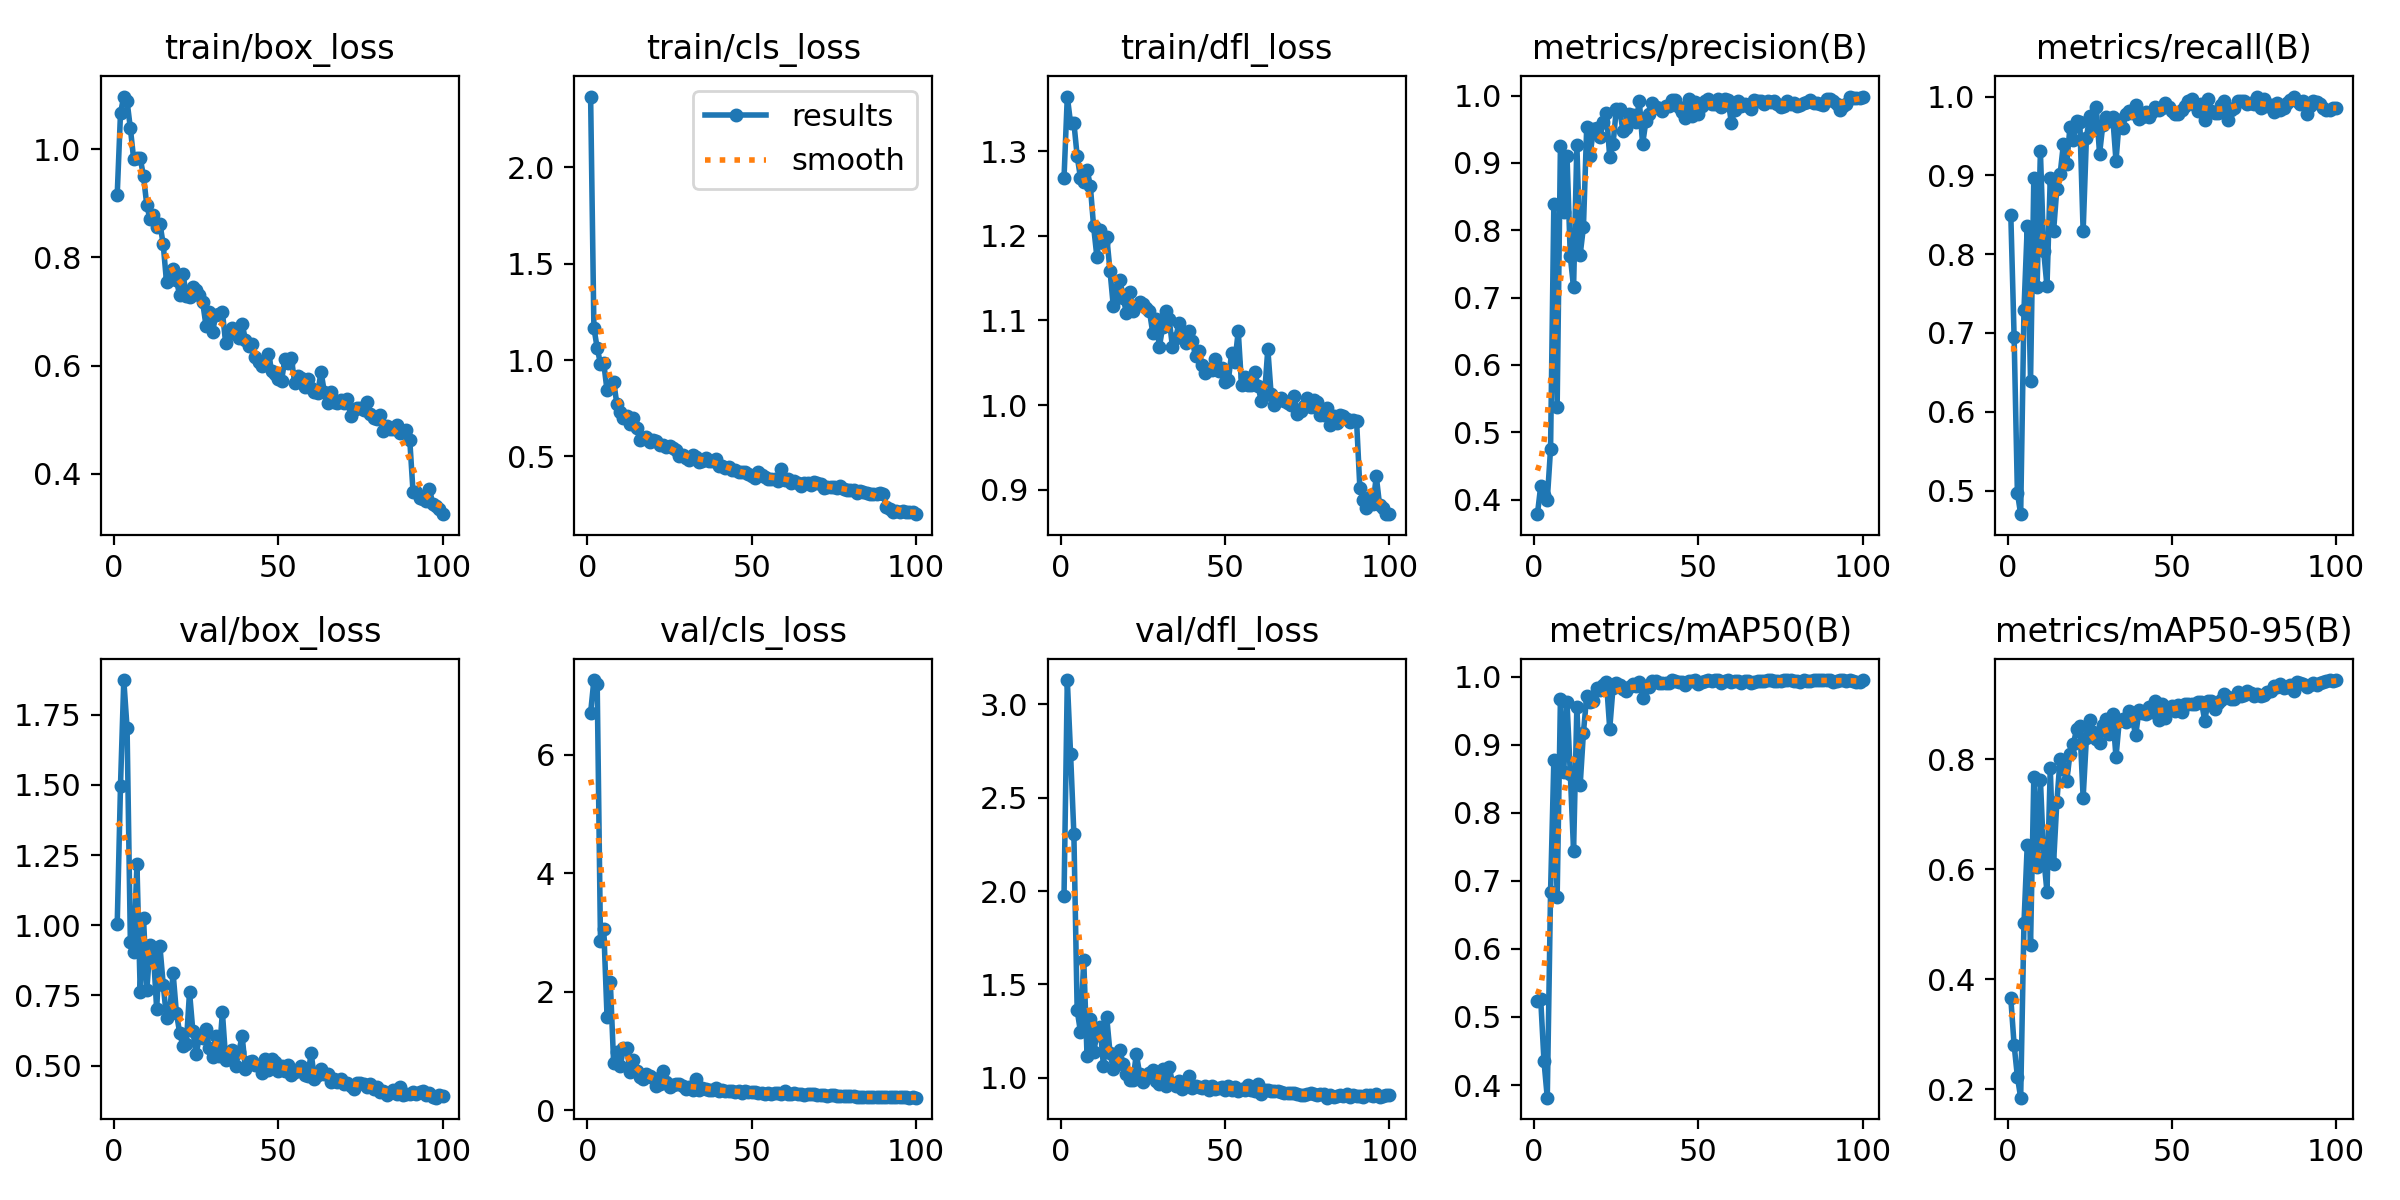 train/box_loss
train/cls_loss
train/dfl_loss
metrics/precision(B)
metrics/recall(B)
1.0
0.8
0.6
0.4
0 50 100
results
smooth
2.0
1.5
1.0
0.5
0 50 100
1.3
1.2
1.1
1.0
0.9
0 50 100
1.0
0.9
0.8
0.7
0.6
0.5
0.4
0 50 100
1.0
0.9
0.8
0.7
0.6
0.5
0 50 100
val/box_loss
val/cls_loss
val/dfl_loss
metrics/mAP50(B)
metrics/mAP50-95(B)
1.75
1.50
1.25
1.00
0.75
0.50
0 50 100
6
4
2
0
0 50 100
3.0
2.5
2.0
1.5
1.0
0 50 100
1.0
0.9
0.8
0.7
0.6
0.5
0.4
0 50 100
0.8
0.6
0.4
0.2
0 50 100